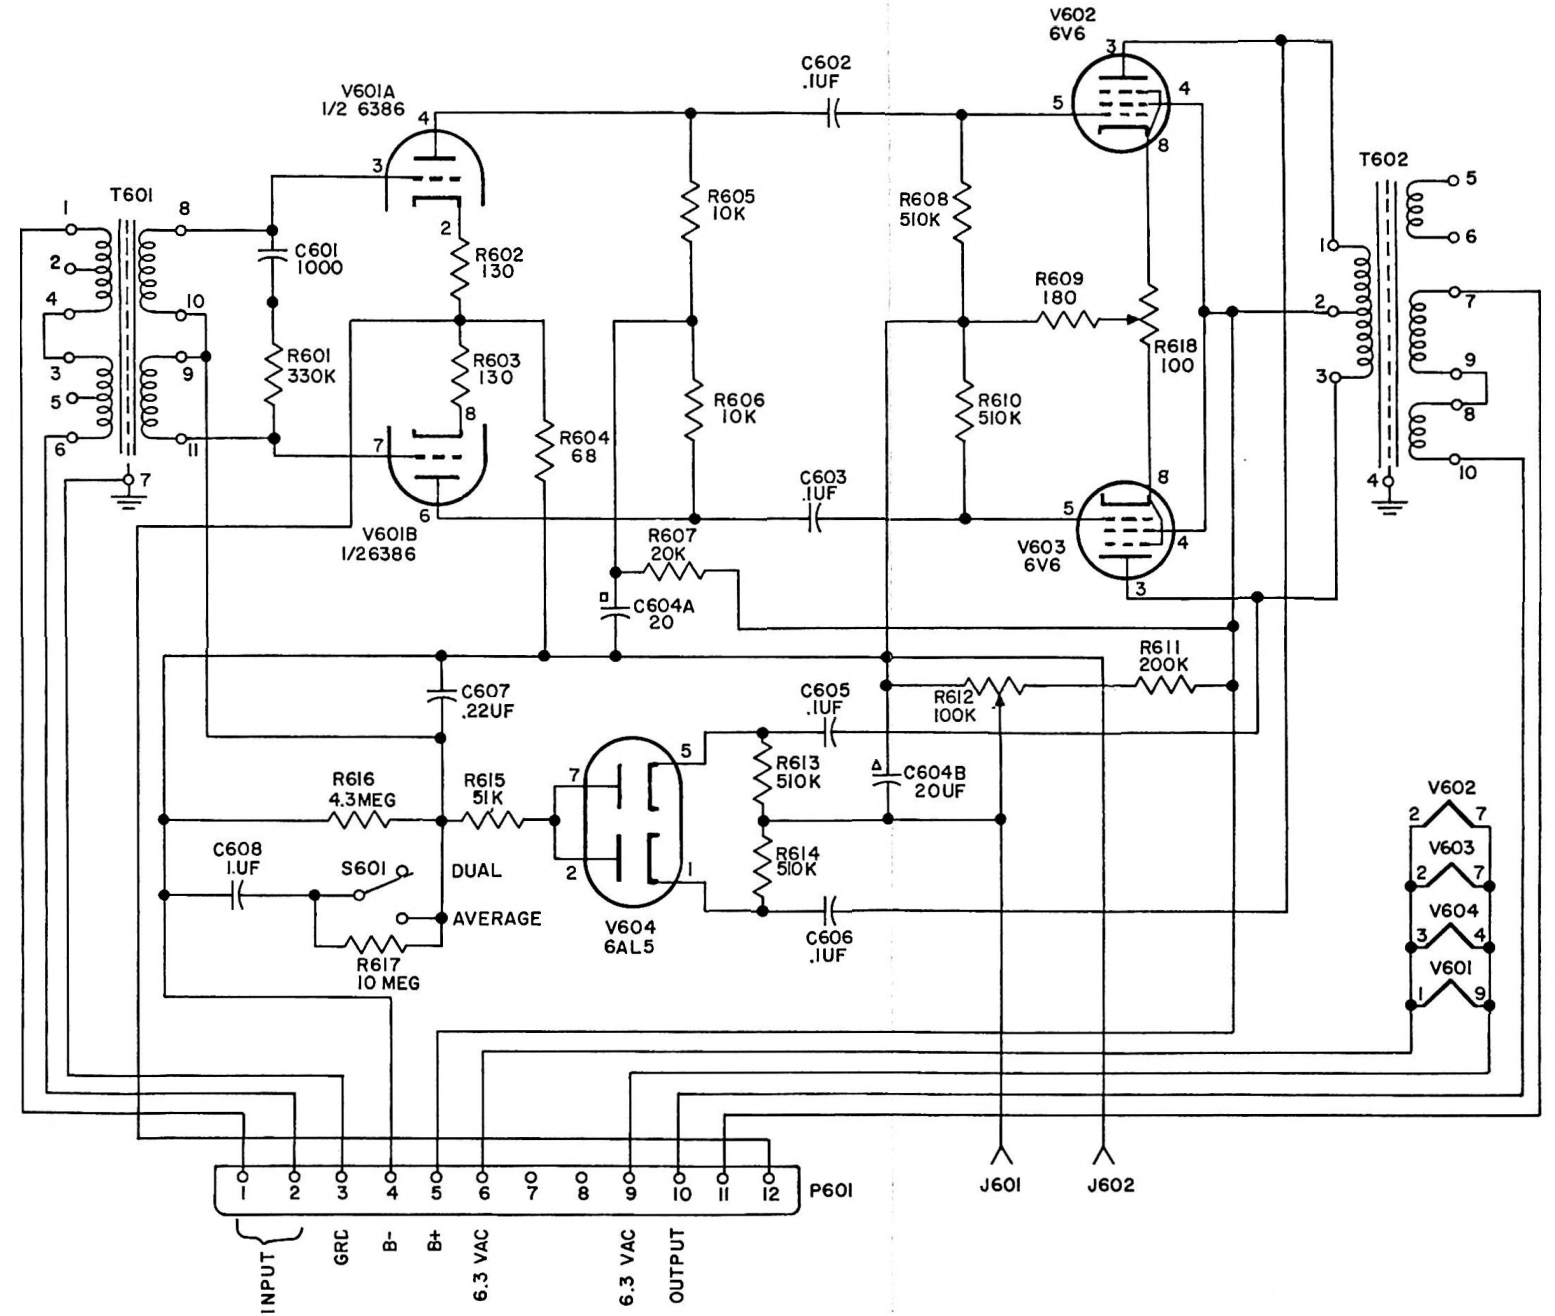 V602
6V6
3
4
5
8
C602
.1UF
V601A
1/2 6386
4
3
2
T601
1
2
4
3
5
6
7
8
10
9
11
C601
1000
R601
330K
R602
130
R603
130
8
7
6
V601B
1/26386
R604
68
R605
10K
R606
10K
R608
510K
R609
180
R610
510K
R618
100
T602
1
2
3
4
5
6
7
9
8
10
C603
.1UF
R607
20K
V603
6V6
5
8
4
3
C604A
20
R611
200K
R612
100K
C605
.1UF
C607
.22UF
R616
4.3MEG
R615
51K
7
5
2
1
R613
510K
C604B
20UF
R614
510K
C608
1.UF
S601
DUAL
AVERAGE
R617
10 MEG
V604
6AL5
C606
.1UF
V602
2 7
V603
2 7
V604
3 4
V601
1 9
J601
J602
1 2 3 4 5 6 7 8 9 10 11 12
P601
INPUT
GRD
B-
B+
6.3 VAC
6.3 VAC
OUTPUT